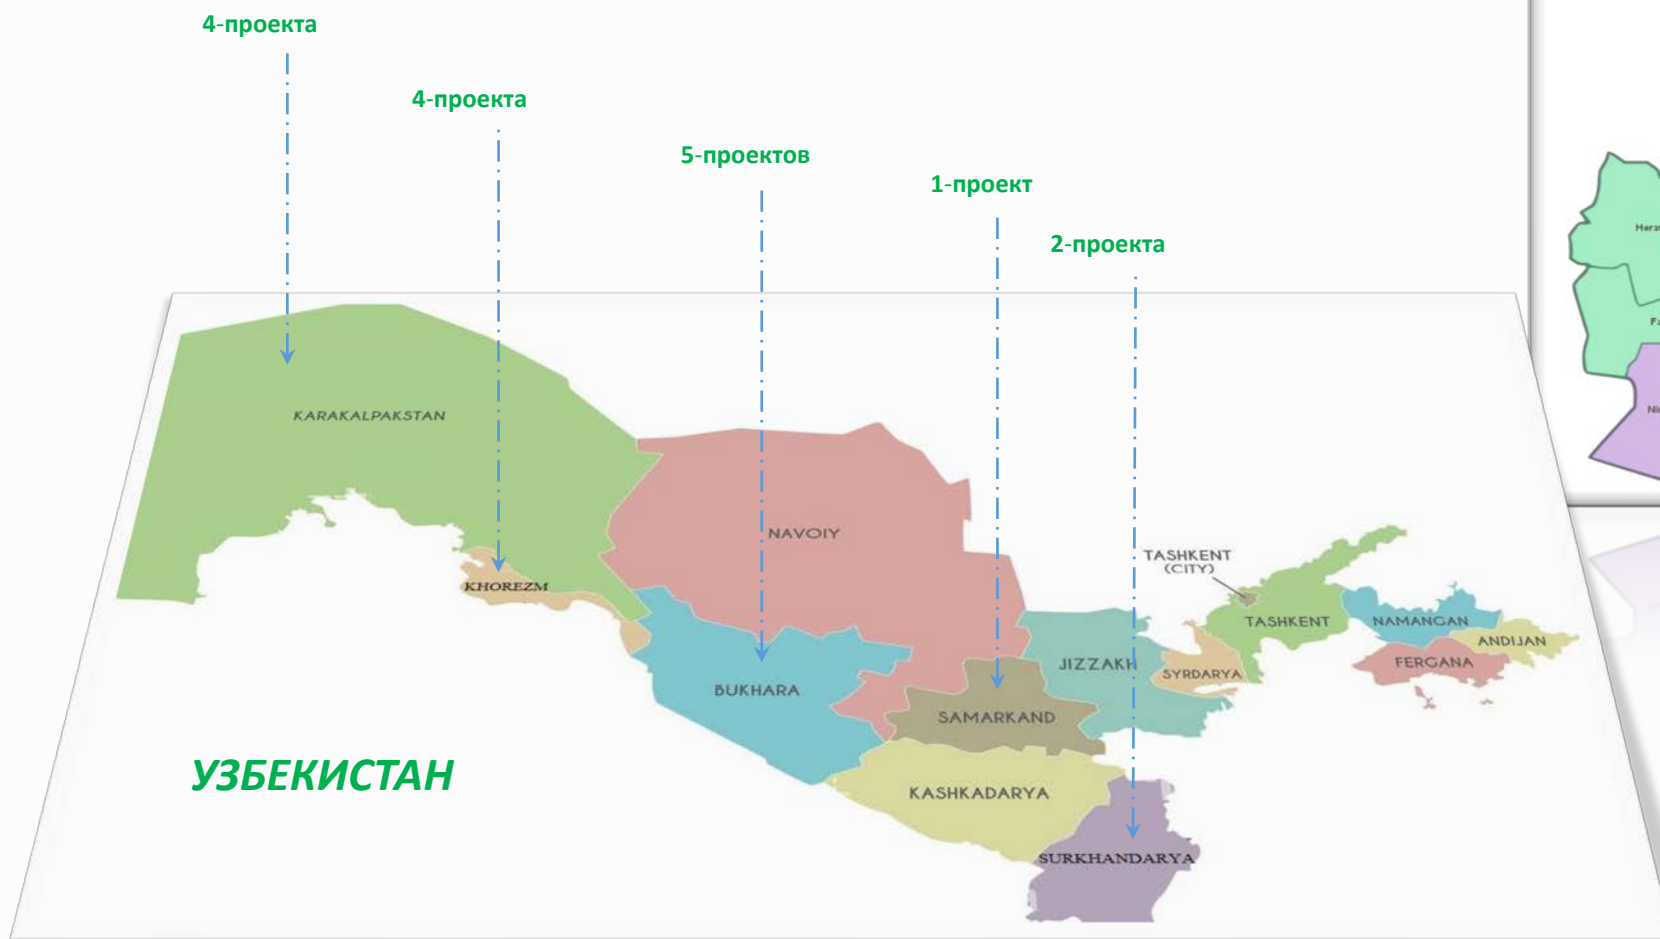 4-проекта
4-проекта
5-проектов
1-проект
2-проекта
KARAKALPAKSTAN
NAVOIY
TASHKENT
(CITY)
KHOREZM
TASHKENT
NAMANGAN
ANDIJAN
FERGANA
JIZZAKH
SYRDARYA
BUKHARA
SAMARKAND
УЗБЕКИСТАН
KASHKADARYA
SURKHANDARYA